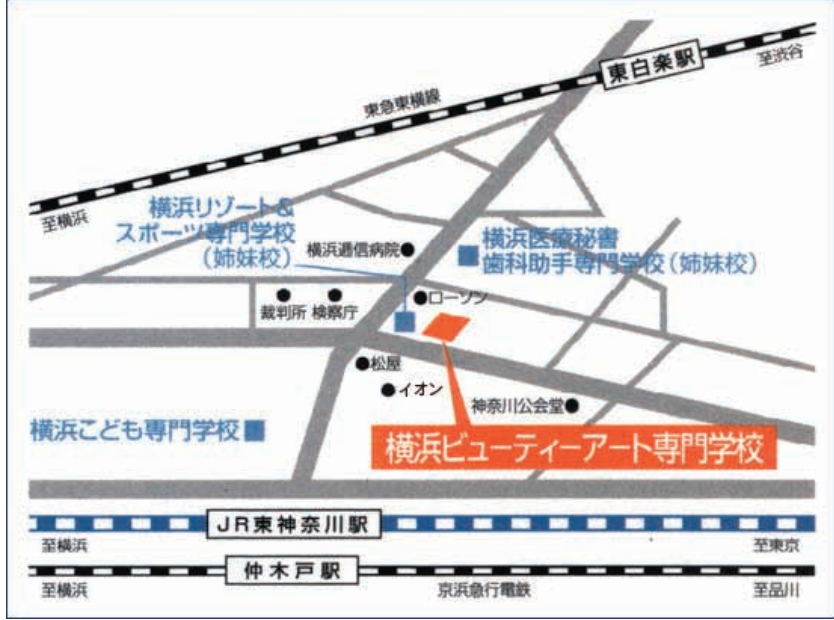 東白楽駅
至渋谷
東急東横線
至横浜
横浜リゾート&
スポーツ専門学校
(姉妹校)
横浜逓信病院
横浜医療秘書
歯科助手専門学校(姉妹校)
ローソン
裁判所 検察庁
松屋
イオン
神奈川公会堂
横浜こども専門学校
横浜ビューティーアート専門学校
JR東神奈川駅
至横浜
至東京
仲木戸駅
至横浜
京浜急行電鉄
至品川